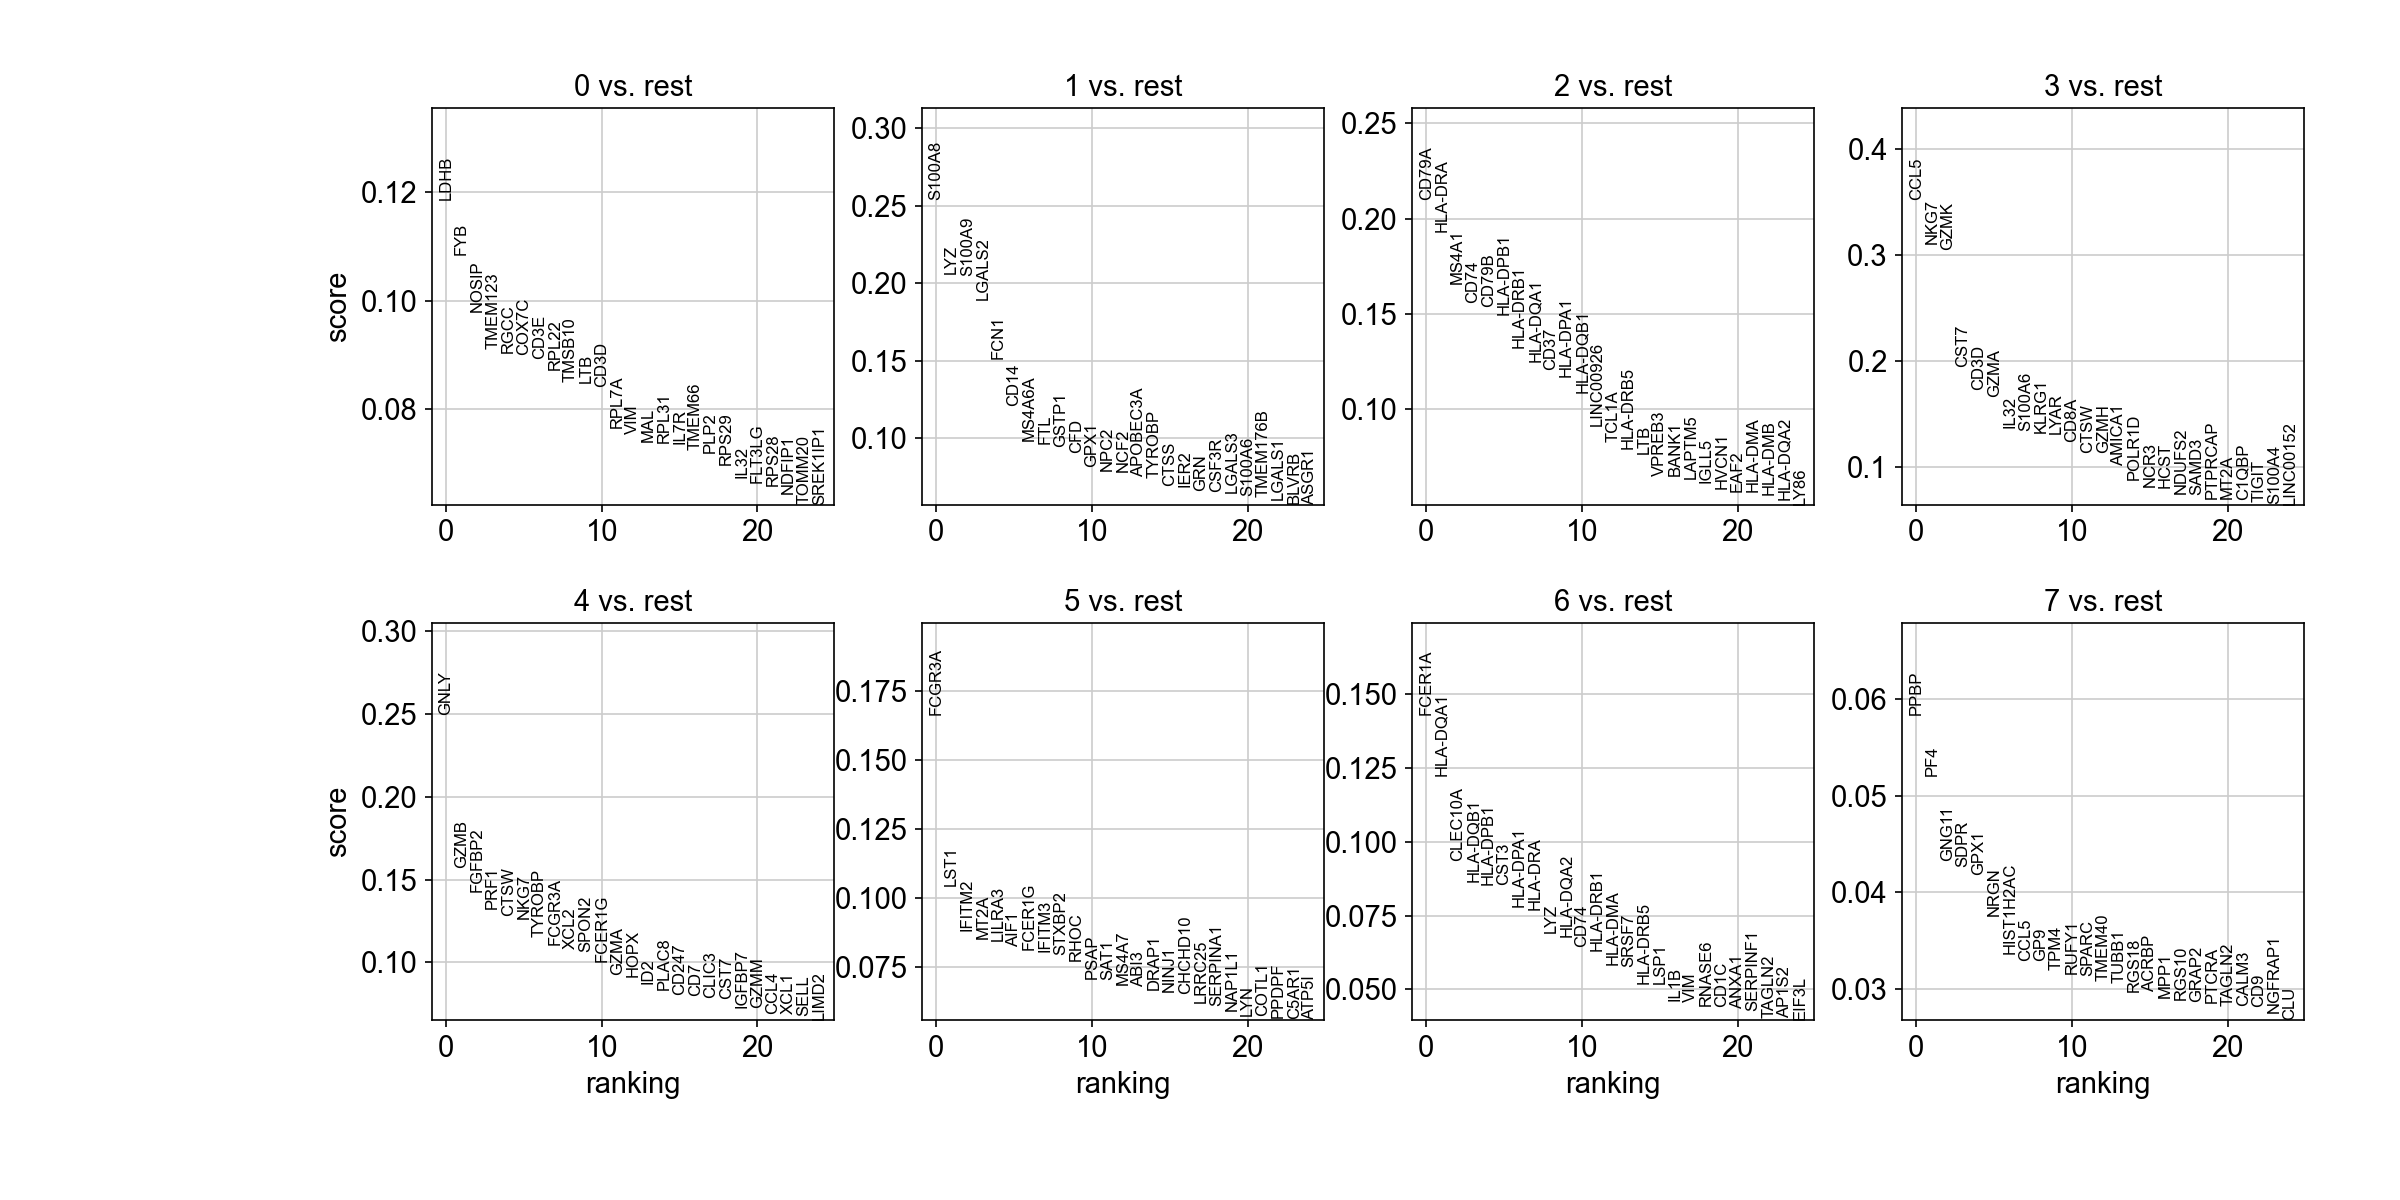 0 vs. rest
1 vs. rest
2 vs. rest
3 vs. rest
score
0.12
0.10
0.08
LDHB
FYB
NOSIP
TMEM123
RGCC
COX7C
CD3E
RPL22
TMSB10
LTB
CD3D
RPL7A
VIM
MAL
RPL31
IL7R
TMEM66
PLP2
RPS29
IL32
FLT3LG
RPS28
NDFIP1
TOMM20
SREK1IP1
0
10
20
0.30
0.25
0.20
0.15
0.10
S100A8
LYZ
S100A9
LGALS2
FCN1
CD14
MS4A6A
FTL
GSTP1
CFD
GPX1
NPC2
NCF2
APOBEC3A
TYROBP
CTSS
IER2
GRN
CSF3R
LGALS3
S100A6
TMEM176B
LGALS1
BLVRB
ASGR1
0
10
20
0.25
0.20
0.15
0.10
CD79A
HLA-DRA
MS4A1
CD74
CD79B
HLA-DPB1
HLA-DRB1
HLA-DQA1
CD37
HLA-DPA1
HLA-DQB1
LINC00926
TCL1A
HLA-DRB5
LTB
VPREB3
BANK1
LAPTM5
IGLL5
HVCN1
EAF2
HLA-DMA
HLA-DMB
HLA-DQA2
LY86
0
10
20
0.4
0.3
0.2
0.1
CCL5
NKG7
GZMK
CST7
CD3D
GZMA
IL32
S100A6
KLRG1
LYAR
CD8A
CTSW
GZMH
AMICA1
POLR1D
NCR3
HCST
NDUFS2
SAMD3
PTPRCAP
MT2A
C1QBP
TIGIT
S100A4
LINC00152
0
10
20
4 vs. rest
5 vs. rest
6 vs. rest
7 vs. rest
score
0.30
0.25
0.20
0.15
0.10
GNLY
GZMB
FGFBP2
PRF1
CTSW
NKG7
TYROBP
FCGR3A
XCL2
SPON2
FCER1G
GZMA
HOPX
ID2
PLAC8
CD247
CD7
CLIC3
CST7
IGFBP7
GZMM
CCL4
XCL1
SELL
LIMD2
0
10
20
ranking
0.175
0.150
0.125
0.100
0.075
FCGR3A
LST1
IFITM2
MT2A
LILRA3
AIF1
FCER1G
IFITM3
STXBP2
RHOC
PSAP
SAT1
MS4A7
ABI3
DRAP1
NINJ1
CHCHD10
LRRC25
SERPINA1
NAP1L1
LYN
COTL1
PPDPF
C5AR1
ATP5I
0
10
20
ranking
0.150
0.125
0.100
0.075
0.050
FCER1A
HLA-DQA1
CLEC10A
HLA-DQB1
HLA-DPB1
CST3
HLA-DPA1
HLA-DRA
LYZ
HLA-DQA2
CD74
HLA-DRB1
HLA-DMA
SRSF7
HLA-DRB5
LSP1
IL1B
VIM
RNASE6
CD1C
ANXA1
SERPINF1
TAGLN2
AP1S2
EIF3L
0
10
20
ranking
0.06
0.05
0.04
0.03
PPBP
PF4
GNG11
SDPR
GPX1
NRGN
HIST1H2AC
CCL5
GP9
TPM4
RUFY1
SPARC
TMEM40
TUBB1
RGS18
ACRBP
MPP1
RGS10
GRAP2
PTCRA
TAGLN2
CALM3
CD9
NGFRAP1
CLU
0
10
20
ranking